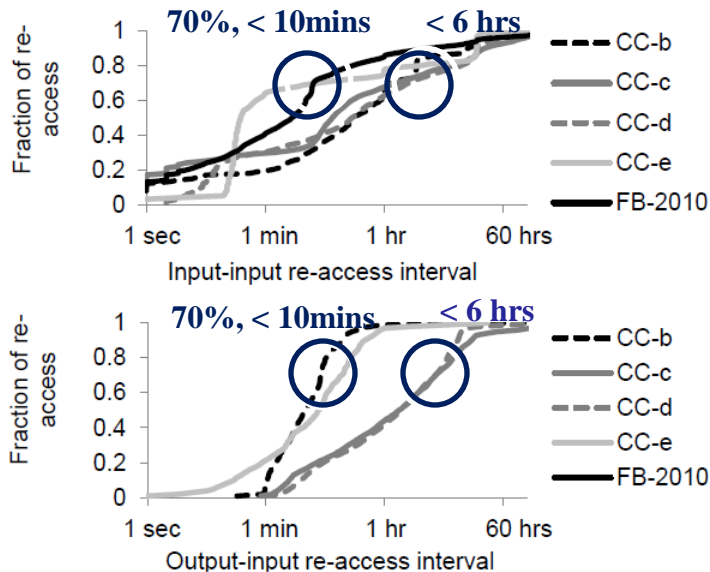 70%, < 10mins
< 6 hrs
Fraction of re-
access
1
0.8
0.6
0.4
0.2
0
1 sec
1 min
1 hr
60 hrs
Input-input re-access interval
CC-b
CC-c
CC-d
CC-e
FB-2010
70%, < 10mins
< 6 hrs
Fraction of re-
access
1
0.8
0.6
0.4
0.2
0
1 sec
1 min
1 hr
60 hrs
Output-input re-access interval
CC-b
CC-c
CC-d
CC-e
FB-2010